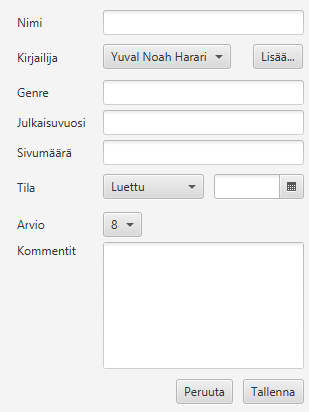 Nimi
Kirjailija Yuval Noah Harari Lisää...
Genre
Julkaisuvuosi
Sivumäärä
Tila Luettu
Arvio 8
Kommentit
Peruuta Tallenna